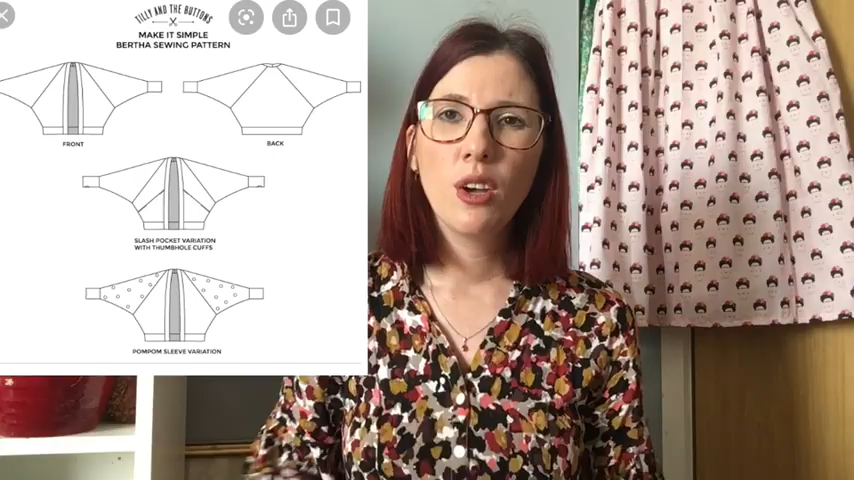 TILLY AND THE BUTTONS
MAKE IT SIMPLE
BERTHA SEWING PATTERN
FRONT
BACK
SLASH POCKET VARIATION
WITH THUMBHOLE CUFFS
POMPOM SLEEVE VARIATION